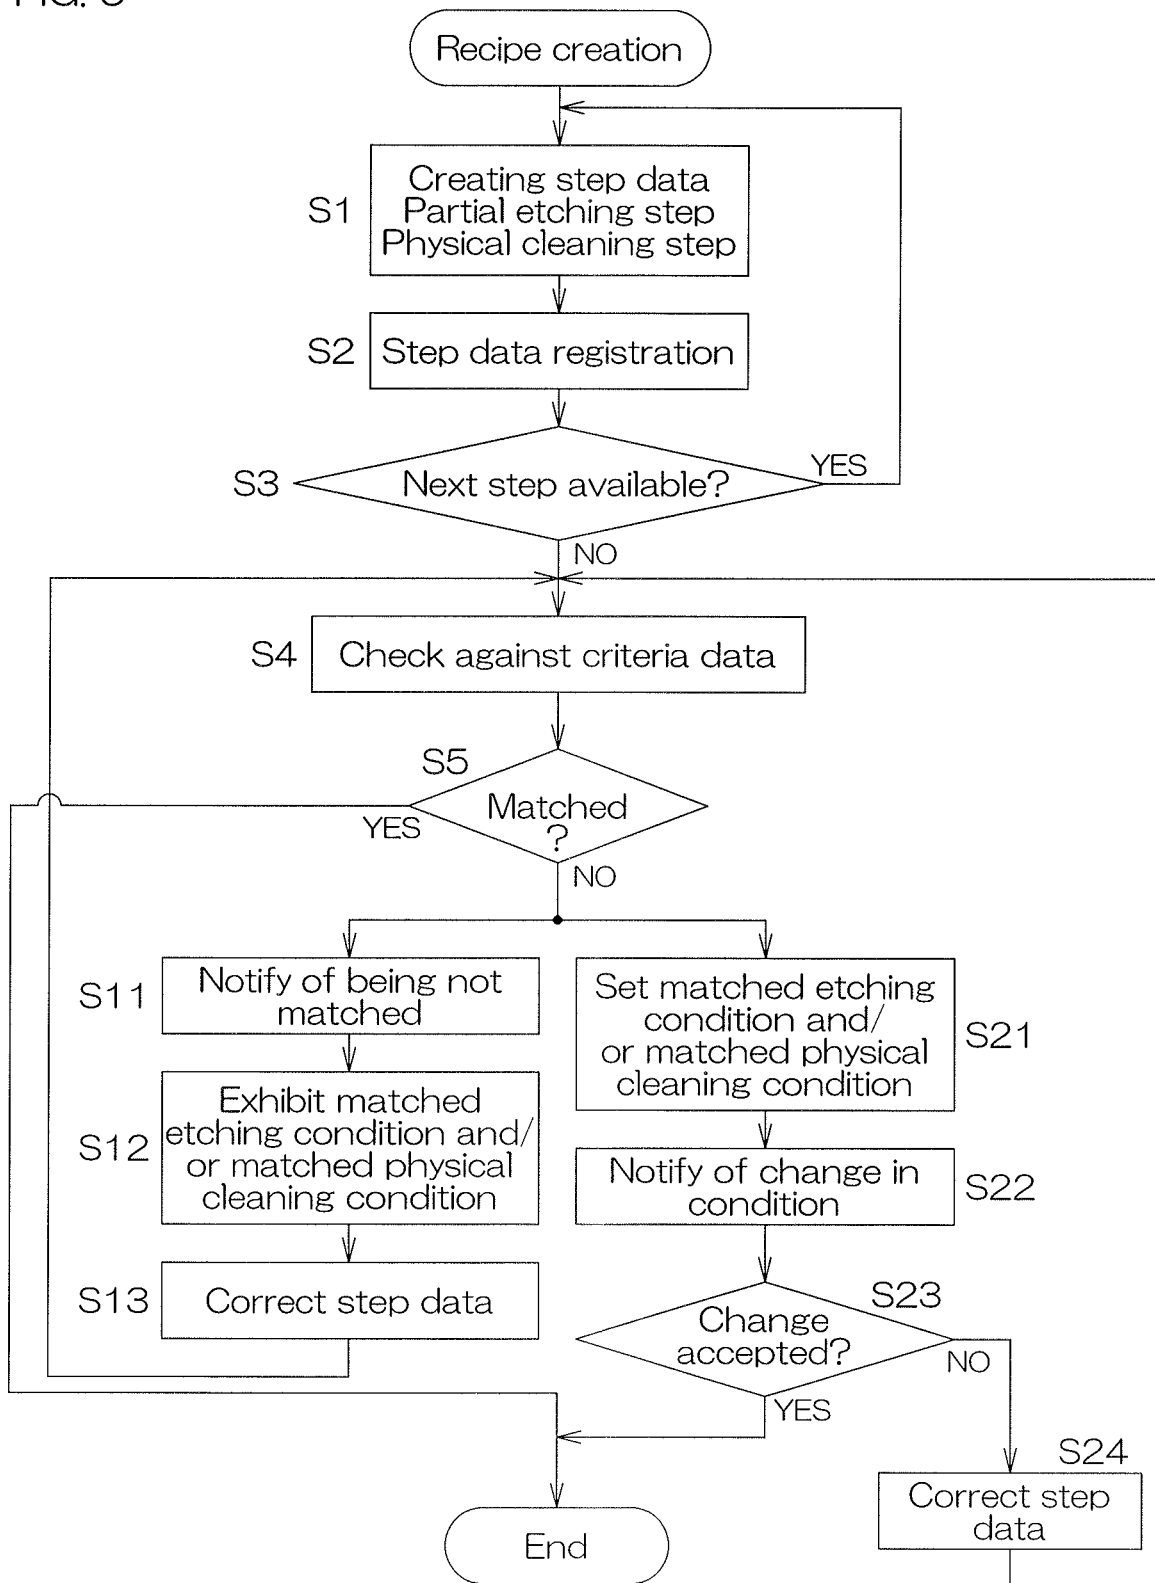 Recipe creation
S1
Creating step data
Partial etching step
Physical cleaning step
S2
Step data registration
S3
Next step available?
YES
NO
S4
Check against criteria data
S5
Matched
?
YES
NO
S11
Notify of being not
matched
S12
Exhibit matched
etching condition and/
or matched physical
cleaning condition
S13
Correct step data
Set matched etching
condition and/
or matched physical
cleaning condition
S21
Notify of change in
condition
S22
S23
Change
accepted?
NO
YES
S24
Correct step
data
End